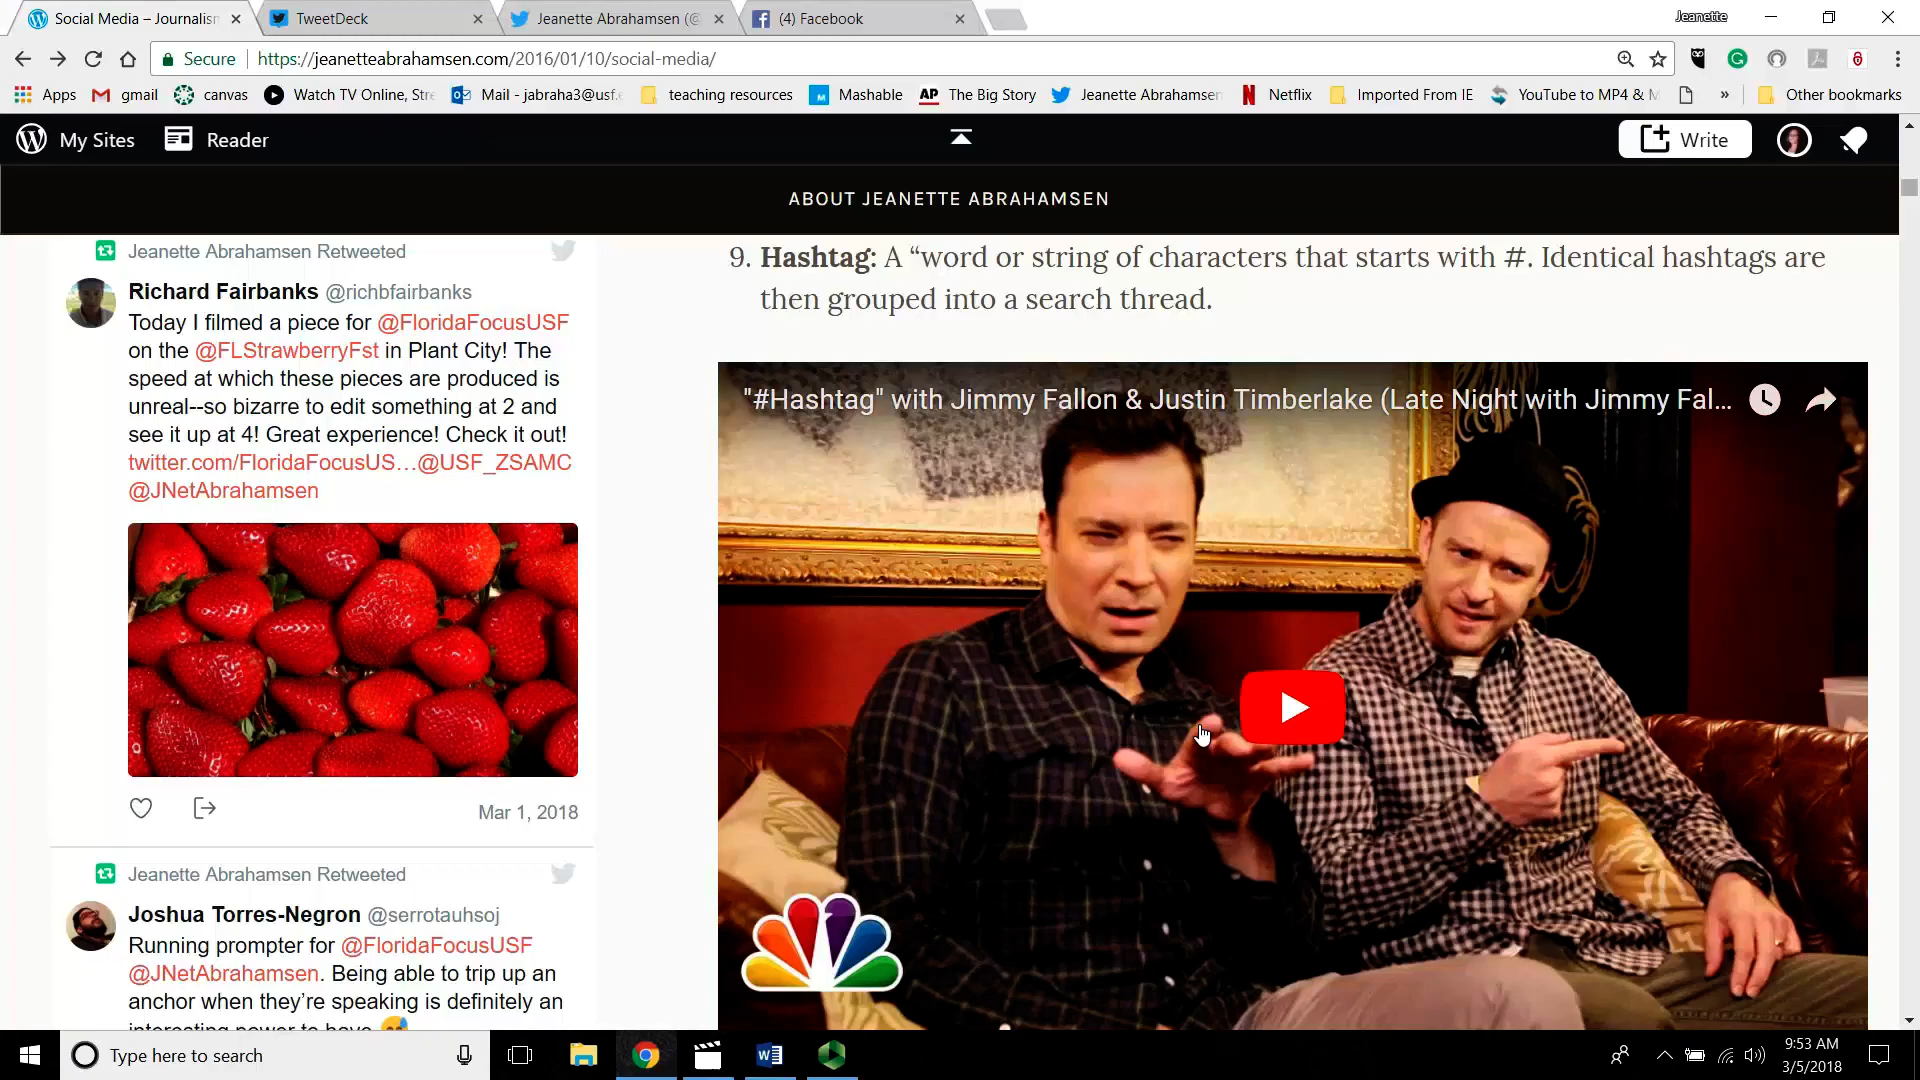 Social Media – Journalism
TweetDeck
Jeanette Abrahamsen (@
(4) Facebook
Jeanette
Secure
https://jeanetteabrahamsen.com/2016/01/10/social-media/
Apps
gmail
canvas
Watch TV Online, Stre
Mail - jabraha3@usf.e
teaching resources
Mashable
AP
The Big Story
Jeanette Abrahamsen
Netflix
Imported From IE
YouTube to MP4 & M
»
Other bookmarks
My Sites
Reader
Write
ABOUT JEANETTE ABRAHAMSEN
Jeanette Abrahamsen Retweeted
Richard Fairbanks @richbfairbanks
Today I filmed a piece for @FloridaFocusUSF
on the @FLStrawberryFst in Plant City! The
speed at which these pieces are produced is
unreal--so bizarre to edit something at 2 and
see it up at 4! Great experience! Check it out!
twitter.com/FloridaFocusUS…@USF_ZSAMC
@JNetAbrahamsen
Mar 1, 2018
Jeanette Abrahamsen Retweeted
Joshua Torres-Negron @serrotauhsoj
Running prompter for @FloridaFocusUSF
@JNetAbrahamsen. Being able to trip up an
anchor when they're speaking is definitely an
interesting power to have
9. Hashtag: A “word or string of characters that starts with #. Identical hashtags are
then grouped into a search thread.
"#Hashtag" with Jimmy Fallon & Justin Timberlake (Late Night with Jimmy Fal...
Type here to search
9:53 AM
3/5/2018